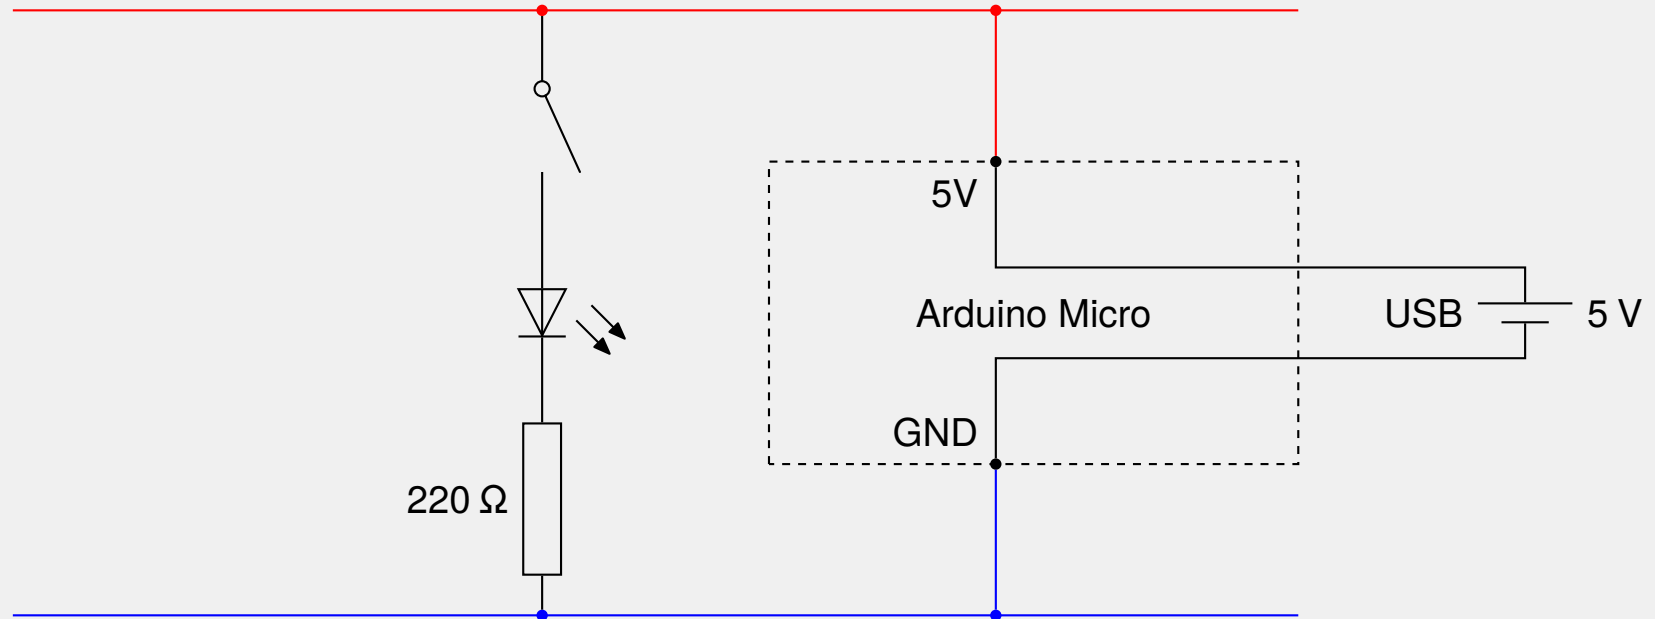 5V
Arduino Micro
USB
5 V
GND
220 Ω